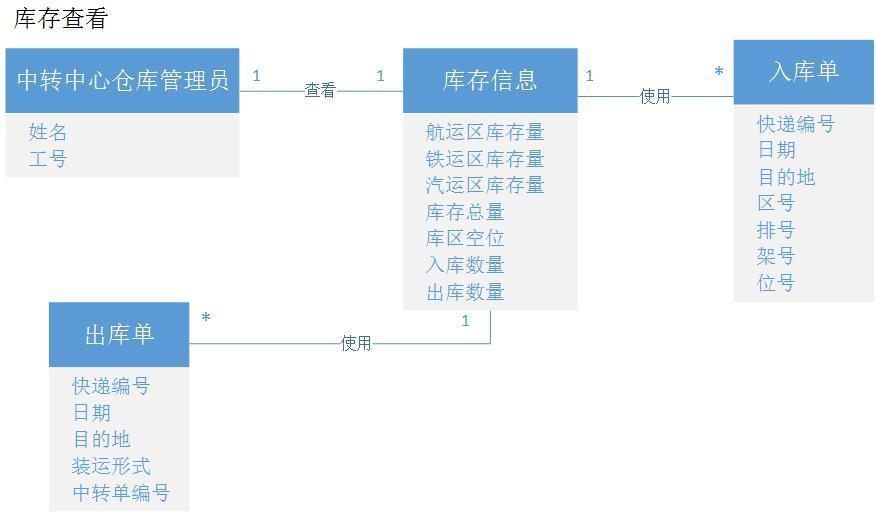 库存查看
中转中心仓库管理员
姓名
工号
1
查看
1
库存信息
航运区库存量
铁运区库存量
汽运区库存量
库存总量
库区空位
入库数量
出库数量
1
使用
*
入库单
快递编号
日期
目的地
区号
排号
架号
位号
出库单
快递编号
日期
目的地
装运形式
中转单编号
*
使用
1